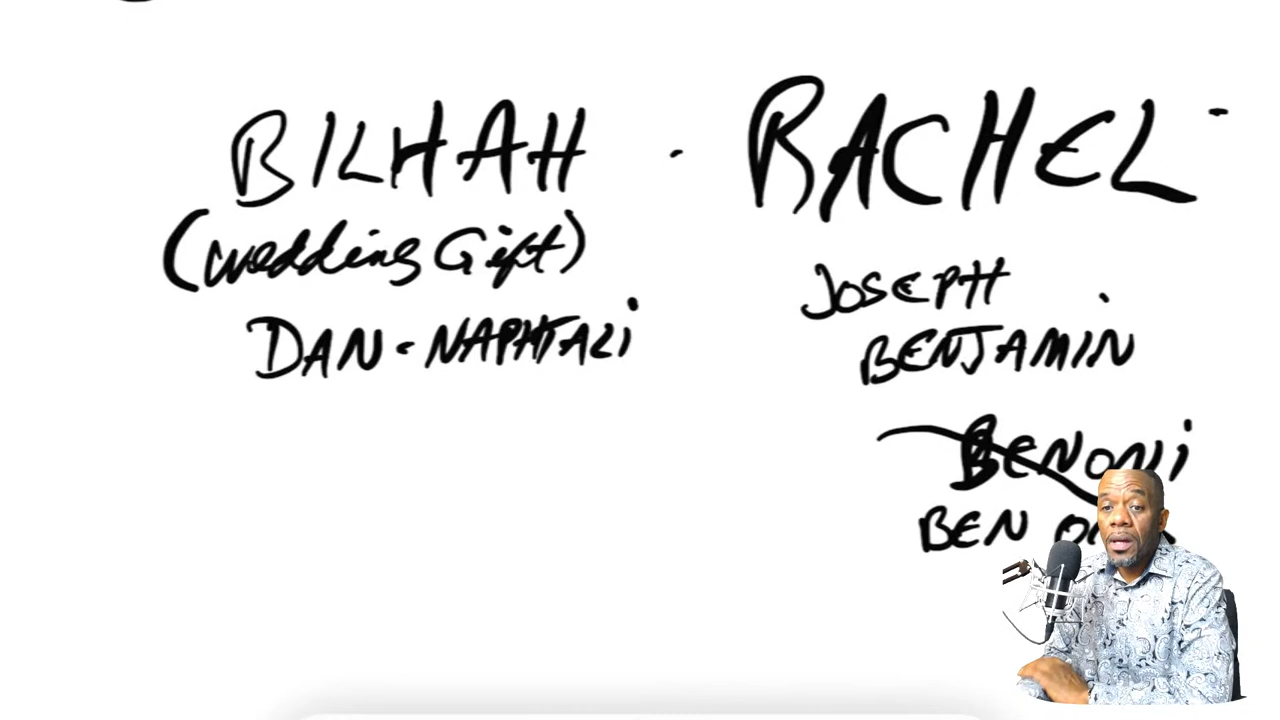 BILHAH - RACHEL -
(wedding Gift)
DAN - NAPHTALi
JOSEPH
BENJAMiN
BENONi
BEN